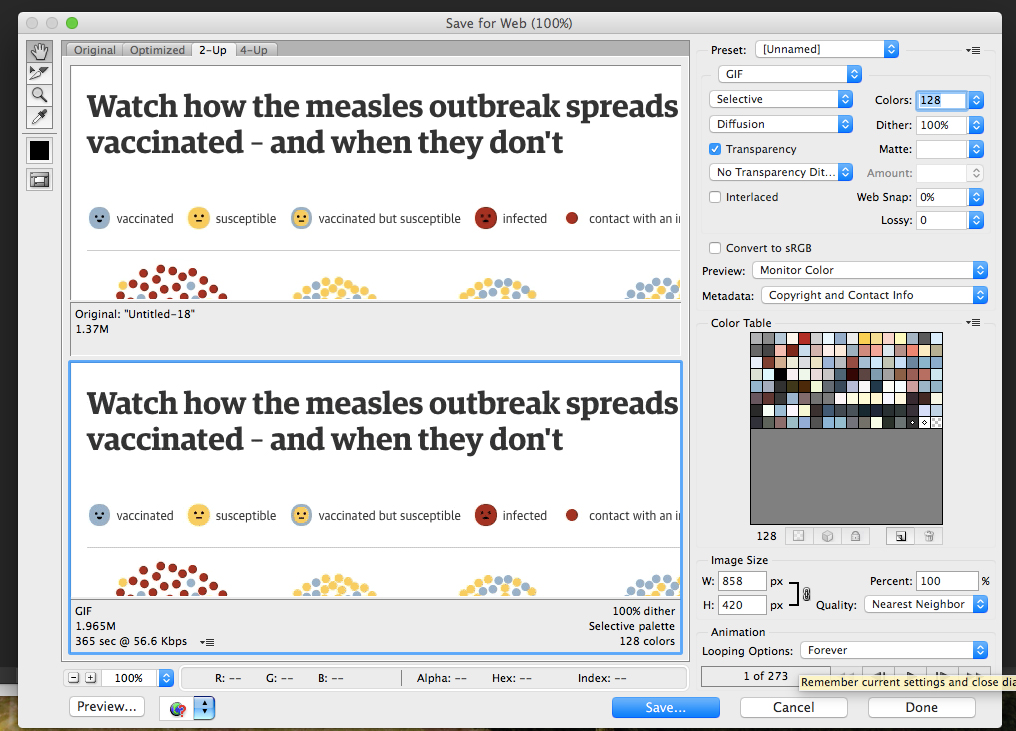 Save for Web (100%)
Original Optimized 2-Up 4-Up
Watch how the measles outbreak spreads
vaccinated – and when they don't
vaccinated susceptible vaccinated but susceptible infected contact with an i
Original: "Untitled-18"
1.37M
Watch how the measles outbreak spreads
vaccinated – and when they don't
vaccinated susceptible vaccinated but susceptible infected contact with an i
GIF 100% dither
1.965M Selective palette
365 sec @ 56.6 Kbps 128 colors
100% R: -- G: -- B: -- Alpha: -- Hex: -- Index: --
Preview... Save... Cancel Done
Preset: [Unnamed]
GIF
Selective Colors: 128
Diffusion Dither: 100%
Transparency Matte:
No Transparency Dit... Amount:
Interlaced Web Snap: 0%
Lossy: 0
Convert to sRGB
Preview: Monitor Color
Metadata: Copyright and Contact Info
Color Table
128
Image Size
W: 858 px Percent: 100 %
H: 420 px Quality: Nearest Neighbor
Animation
Looping Options: Forever
1 of 273
Remember current settings and close dia